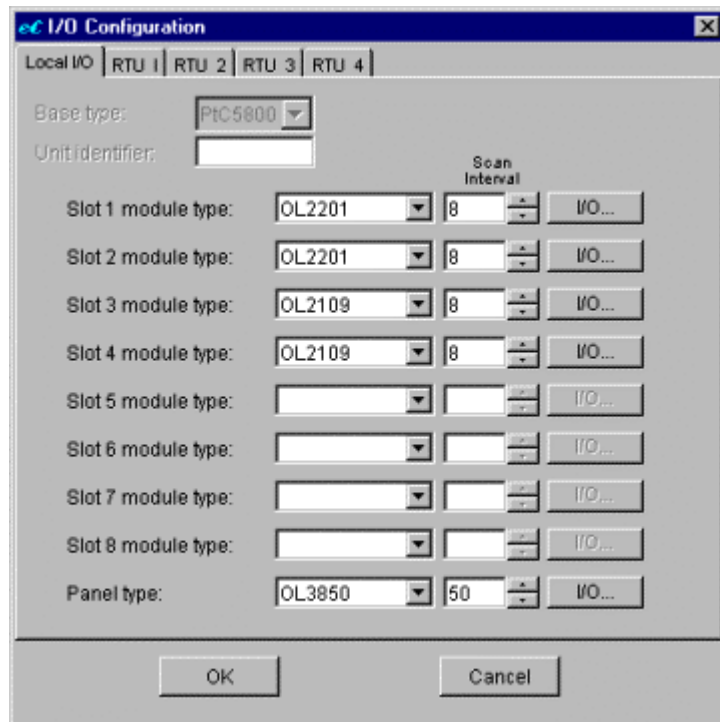 eC I/O Configuration
Local I/O RTU 1 RTU 2 RTU 3 RTU 4
Base type: PtC5800
Unit identifier:
Scan
Interval
Slot 1 module type: OL2201 8 I/O...
Slot 2 module type: OL2201 8 I/O...
Slot 3 module type: OL2109 8 I/O...
Slot 4 module type: OL2109 8 I/O...
Slot 5 module type: I/O...
Slot 6 module type: I/O...
Slot 7 module type: I/O...
Slot 8 module type: I/O...
Panel type: OL3850 50 I/O...
OK Cancel